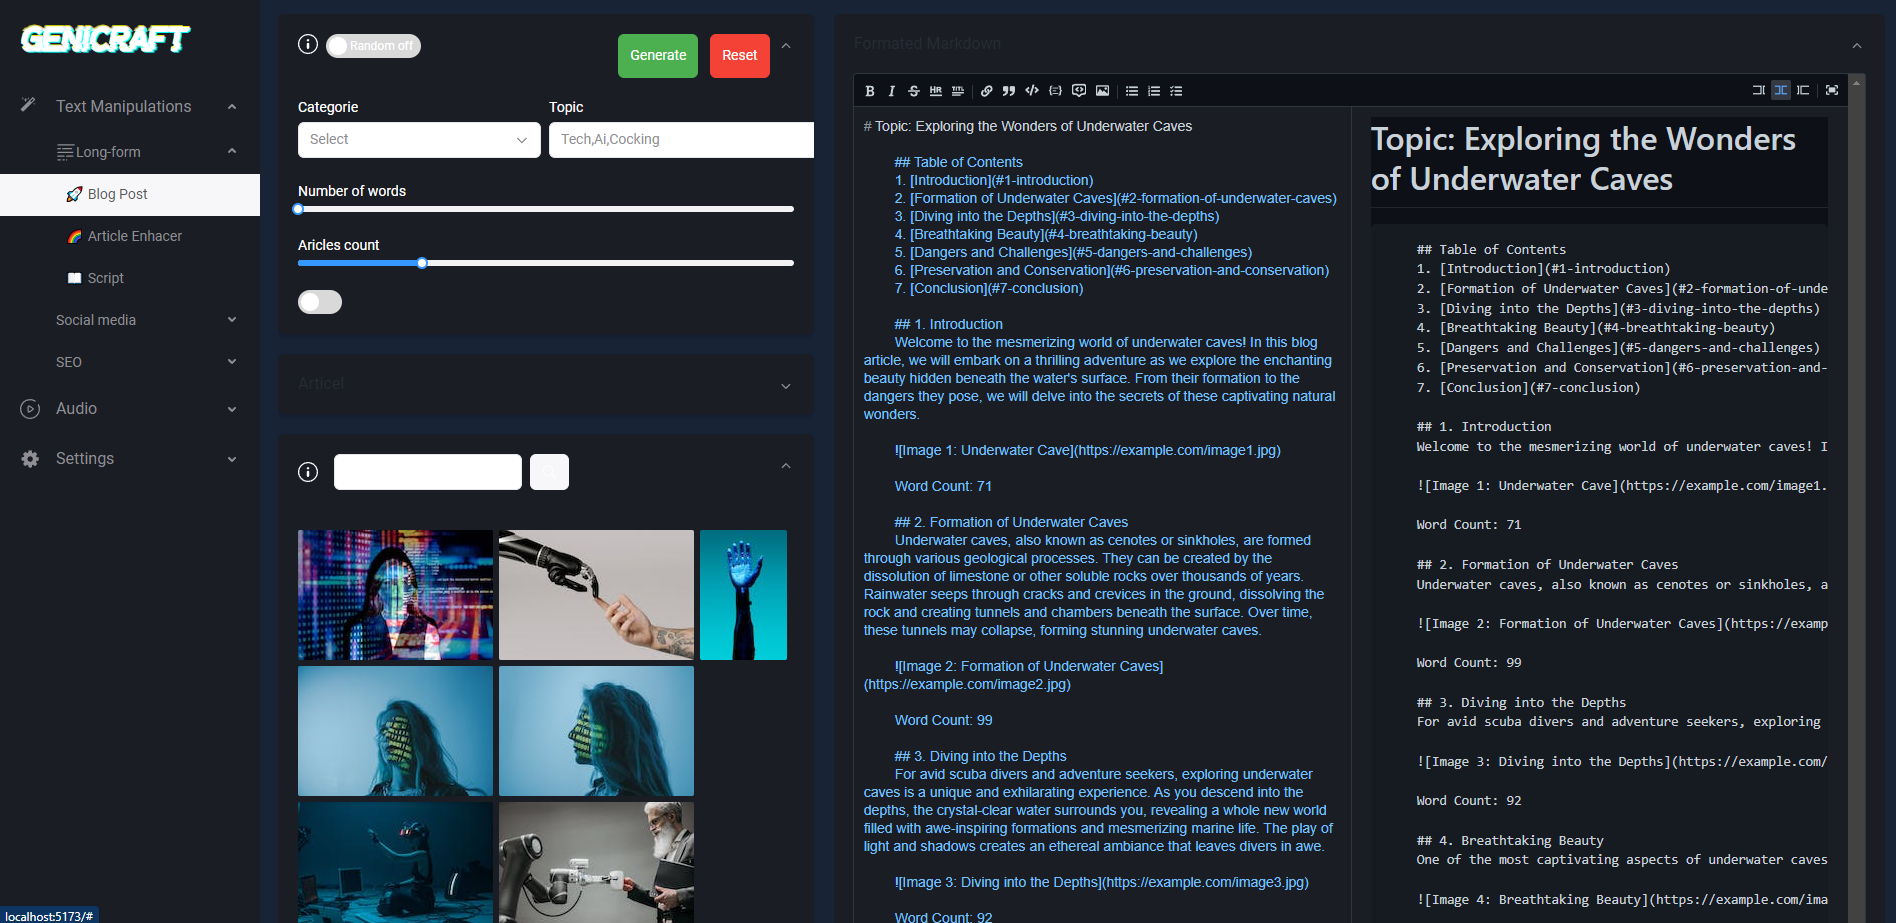 GENICRAFT
Text Manipulations
Long-form
Blog Post
Article Enhacer
Script
Social media
SEO
Audio
Settings
localhost:5173/#
Random off
Generate
Reset
Categorie
Topic
Select
Tech,Ai,Cocking
Number of words
Aricles count
Articel
Formated Markdown
# Topic: Exploring the Wonders of Underwater Caves
## Table of Contents
1. [Introduction](#1-introduction)
2. [Formation of Underwater Caves](#2-formation-of-underwater-caves)
3. [Diving into the Depths](#3-diving-into-the-depths)
4. [Breathtaking Beauty](#4-breathtaking-beauty)
5. [Dangers and Challenges](#5-dangers-and-challenges)
6. [Preservation and Conservation](#6-preservation-and-conservation)
7. [Conclusion](#7-conclusion)
## 1. Introduction
Welcome to the mesmerizing world of underwater caves! In this blog
article, we will embark on a thrilling adventure as we explore the enchanting
beauty hidden beneath the water's surface. From their formation to the
dangers they pose, we will delve into the secrets of these captivating natural
wonders.
![Image 1: Underwater Cave](https://example.com/image1.jpg)
Word Count: 71
## 2. Formation of Underwater Caves
Underwater caves, also known as cenotes or sinkholes, are formed
through various geological processes. They can be created by the
dissolution of limestone or other soluble rocks over thousands of years.
Rainwater seeps through cracks and crevices in the ground, dissolving the
rock and creating tunnels and chambers beneath the surface. Over time,
these tunnels may collapse, forming stunning underwater caves.
![Image 2: Formation of Underwater Caves]
(https://example.com/image2.jpg)
Word Count: 99
## 3. Diving into the Depths
For avid scuba divers and adventure seekers, exploring underwater
caves is a unique and exhilarating experience. As you descend into the
depths, the crystal-clear water surrounds you, revealing a whole new world
filled with awe-inspiring formations and mesmerizing marine life. The play of
light and shadows creates an ethereal ambiance that leaves divers in awe.
![Image 3: Diving into the Depths](https://example.com/image3.jpg)
Word Count: 92
Topic: Exploring the Wonders
of Underwater Caves
## Table of Contents
1. [Introduction](#1-introduction)
2. [Formation of Underwater Caves](#2-formation-of-unde
3. [Diving into the Depths](#3-diving-into-the-depths)
4. [Breathtaking Beauty](#4-breathtaking-beauty)
5. [Dangers and Challenges](#5-dangers-and-challenges)
6. [Preservation and Conservation](#6-preservation-and-
7. [Conclusion](#7-conclusion)
## 1. Introduction
Welcome to the mesmerizing world of underwater caves! I
![Image 1: Underwater Cave](https://example.com/image1.
Word Count: 71
## 2. Formation of Underwater Caves
Underwater caves, also known as cenotes or sinkholes, a
![Image 2: Formation of Underwater Caves](https://examp
Word Count: 99
## 3. Diving into the Depths
For avid scuba divers and adventure seekers, exploring
![Image 3: Diving into the Depths](https://example.com/
Word Count: 92
## 4. Breathtaking Beauty
One of the most captivating aspects of underwater caves
![Image 4: Breathtaking Beauty](https://example.com/ima